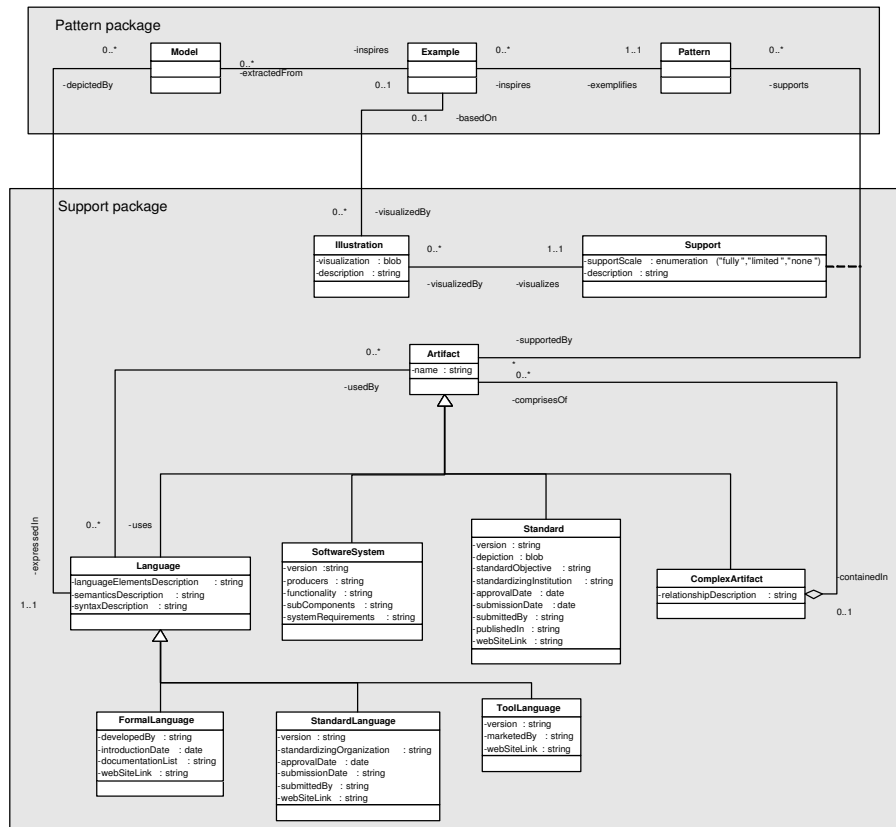 Pattern package
0..*
Model
-inspires
Example
0..*
1..1
Pattern
0..*
0..*
-depictedBy
-extractedFrom
0..1
-inspires
-exemplifies
-supports
0..1
-basedOn
Support package
0..*
-visualizedBy
Illustration
-visualization : blob
-description : string
0..*
1..1
Support
-supportScale : enumeration ("fully","limited","none")
-description : string
-visualizedBy
-visualizes
0..*
Artifact
-name : string
-supportedBy
*
0..*
-usedBy
-comprisesOf
-expressedIn
0..*
-uses
1..1
Language
-languageElementsDescription : string
-semanticsDescription : string
-syntaxDescription : string
SoftwareSystem
-version :string
-producers : string
-functionality : string
-subComponents : string
-systemRequirements : string
Standard
-version : string
-depiction : blob
-standardObjective : string
-standardizingInstitution : string
-approvalDate : date
-submissionDate : date
-submittedBy : string
-publishedIn : string
-webSiteLink : string
ComplexArtifact
-relationshipDescription : string
-containedIn
0..1
FormalLanguage
-developedBy : string
-introductionDate : date
-documentationList : string
-webSiteLink : string
StandardLanguage
-version : string
-standardizingOrganization : string
-approvalDate : date
-submissionDate : string
-submittedBy : string
-webSiteLink : string
ToolLanguage
-version : string
-marketedBy : string
-webSiteLink : string